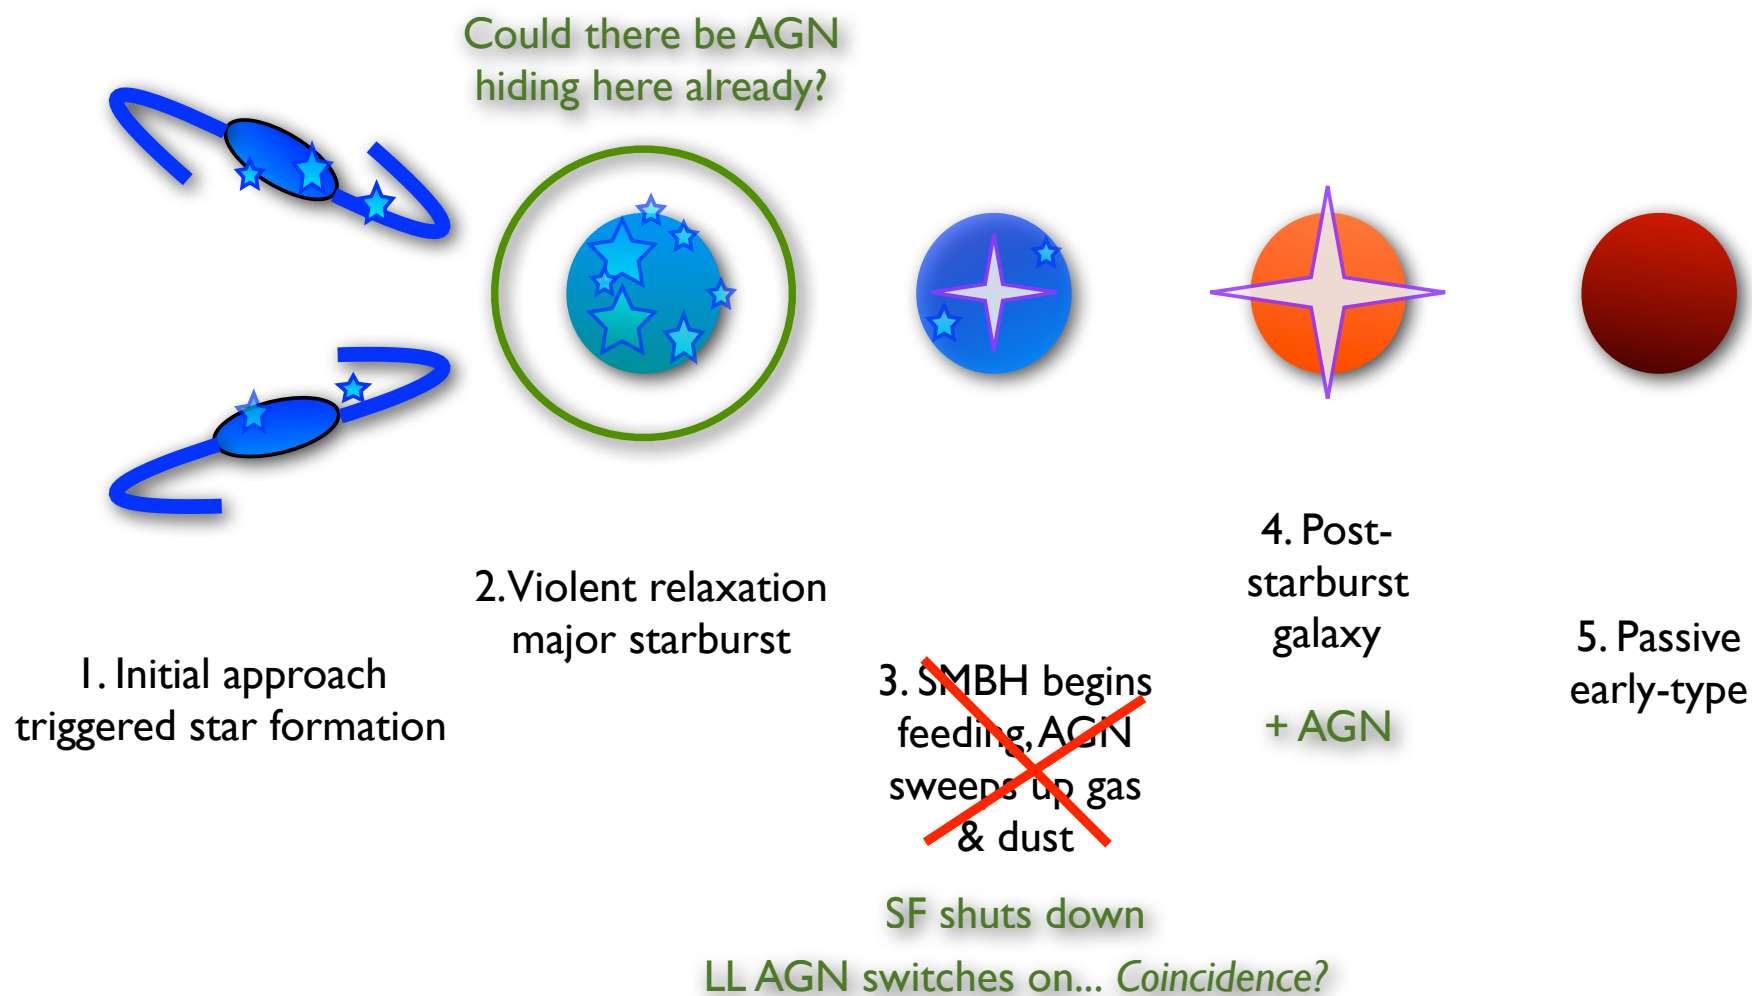 Could there be AGN
hiding here already?
1. Initial approach
triggered star formation
2. Violent relaxation
major starburst
3. SMBH begins
feeding, AGN
sweeps up gas
& dust
SF shuts down
LL AGN switches on... Coincidence?
4. Post-
starburst
galaxy
+ AGN
5. Passive
early-type